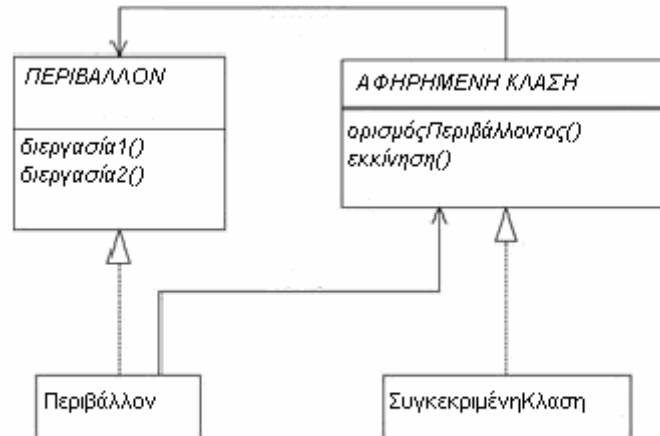 ΠΕΡΙΒΑΛΛΟΝ
διεργασία1()
διεργασία2()
ΑΦΗΡΗΜΕΝΗ ΚΛΑΣΗ
ορισμόςΠεριβάλλοντος()
εκκίνηση()
Περιβάλλον
ΣυγκεκριμένηΚλαση